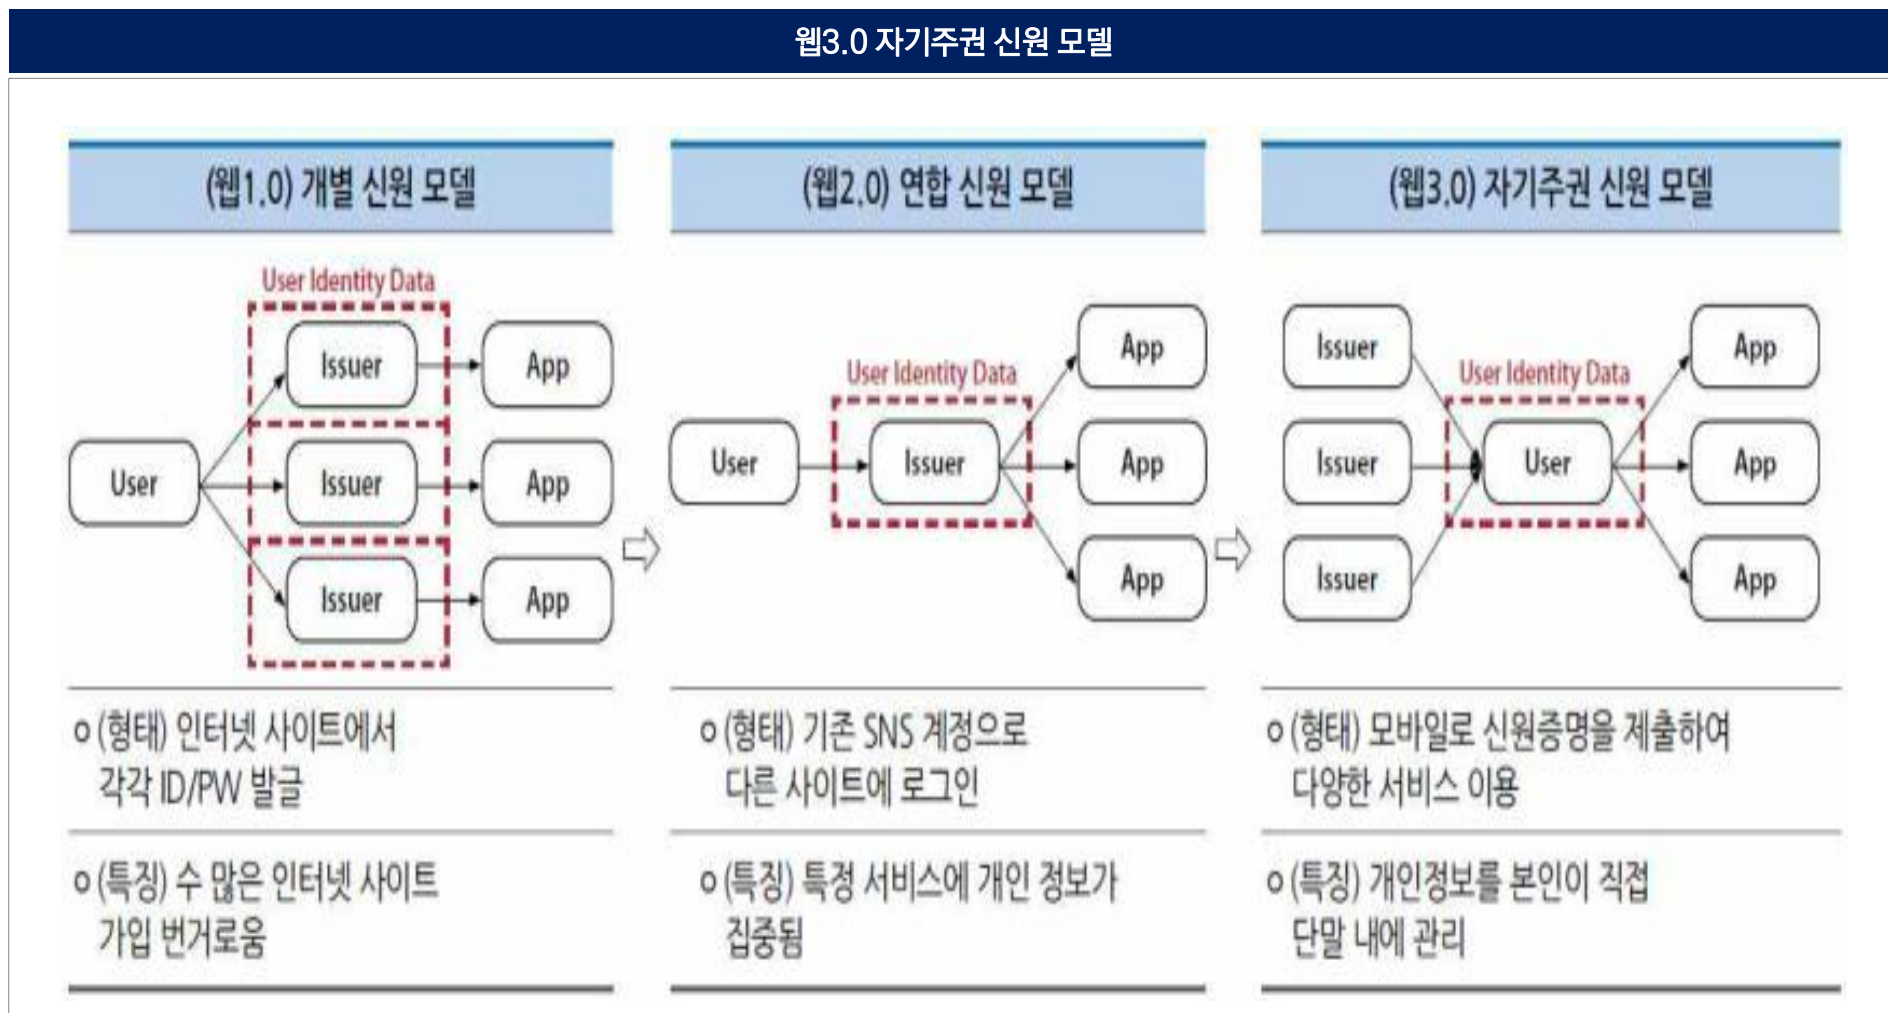 웹3.0 자기주권 신원 모델
(웹1.0) 개별 신원 모델
User Identity Data
User
Issuer
App
Issuer
App
Issuer
App
o (형태) 인터넷 사이트에서
각각 ID/PW 발글
o (특징) 수 많은 인터넷 사이트
가입 번거로움
(웹2.0) 연합 신원 모델
User Identity Data
User
Issuer
App
App
App
o (형태) 기존 SNS 계정으로
다른 사이트에 로그인
o (특징) 특정 서비스에 개인 정보가
집중됨
(웹3.0) 자기주권 신원 모델
Issuer
Issuer
Issuer
User Identity Data
User
App
App
App
o (형태) 모바일로 신원증명을 제출하여
다양한 서비스 이용
o (특징) 개인정보를 본인이 직접
단말 내에 관리